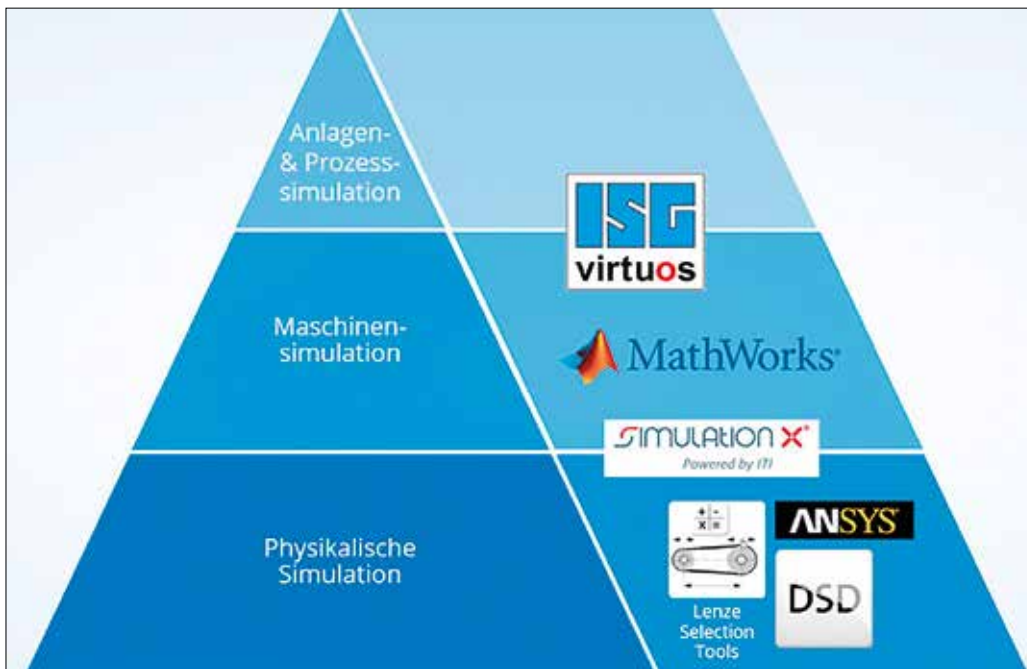 Anlagen-
& Prozess-
simulation
ISG
virtuos
Maschinen-
simulation
MathWorks®
SIMULATION X®
Powered by ITI
Physikalische
Simulation
+ -
x =
ANSYS
DSD
Lenze
Selection
Tools